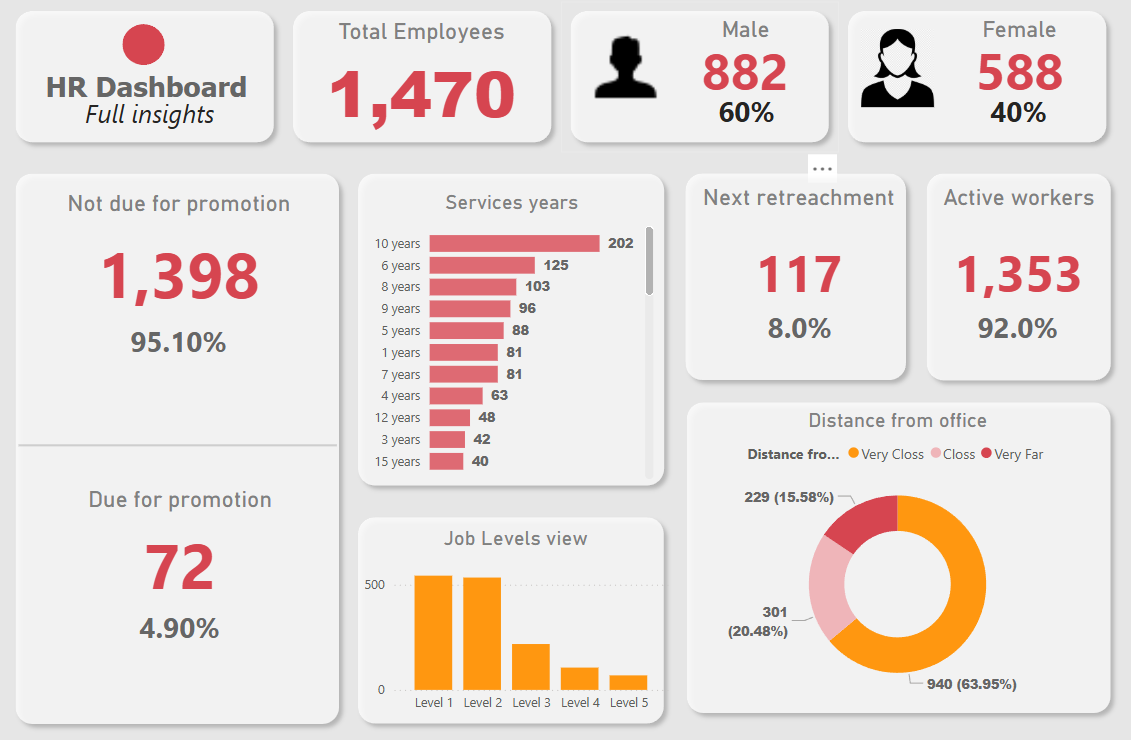 HR Dashboard
Full insights
Total Employees
1,470
Male
882
60%
Female
588
40%
Not due for promotion
1,398
95.10%
Due for promotion
72
4.90%
Services years
10 years 202
6 years 125
8 years 103
9 years 96
5 years 88
1 years 81
7 years 81
4 years 63
12 years 48
3 years 42
15 years 40
Job Levels view
500
0
Level 1 Level 2 Level 3 Level 4 Level 5
...
Next retreachment
117
8.0%
Active workers
1,353
92.0%
Distance from office
Distance fro... Very Closs Closs Very Far
229 (15.58%)
301
(20.48%)
940 (63.95%)